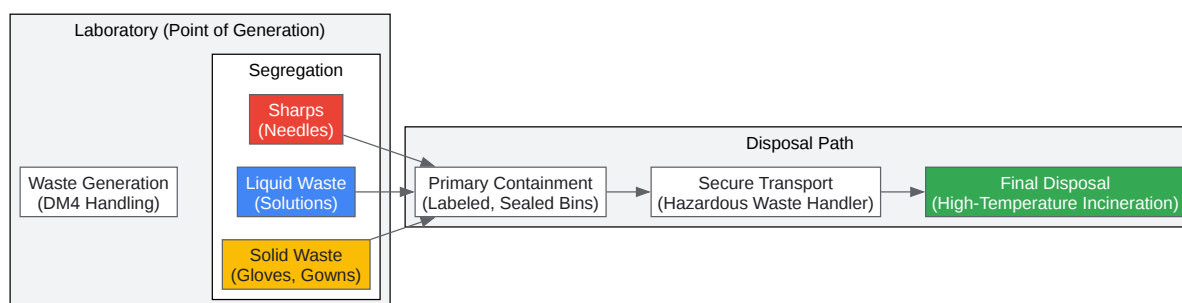 Laboratory (Point of Generation)
Segregation
Sharps
(Needles)
Disposal Path
Waste Generation
(DM4 Handling)
Liquid Waste
(Solutions)
Primary Containment
(Labeled, Sealed Bins)
Secure Transport
(Hazardous Waste Handler)
Final Disposal
(High-Temperature Incineration)
Solid Waste
(Gloves, Gowns)